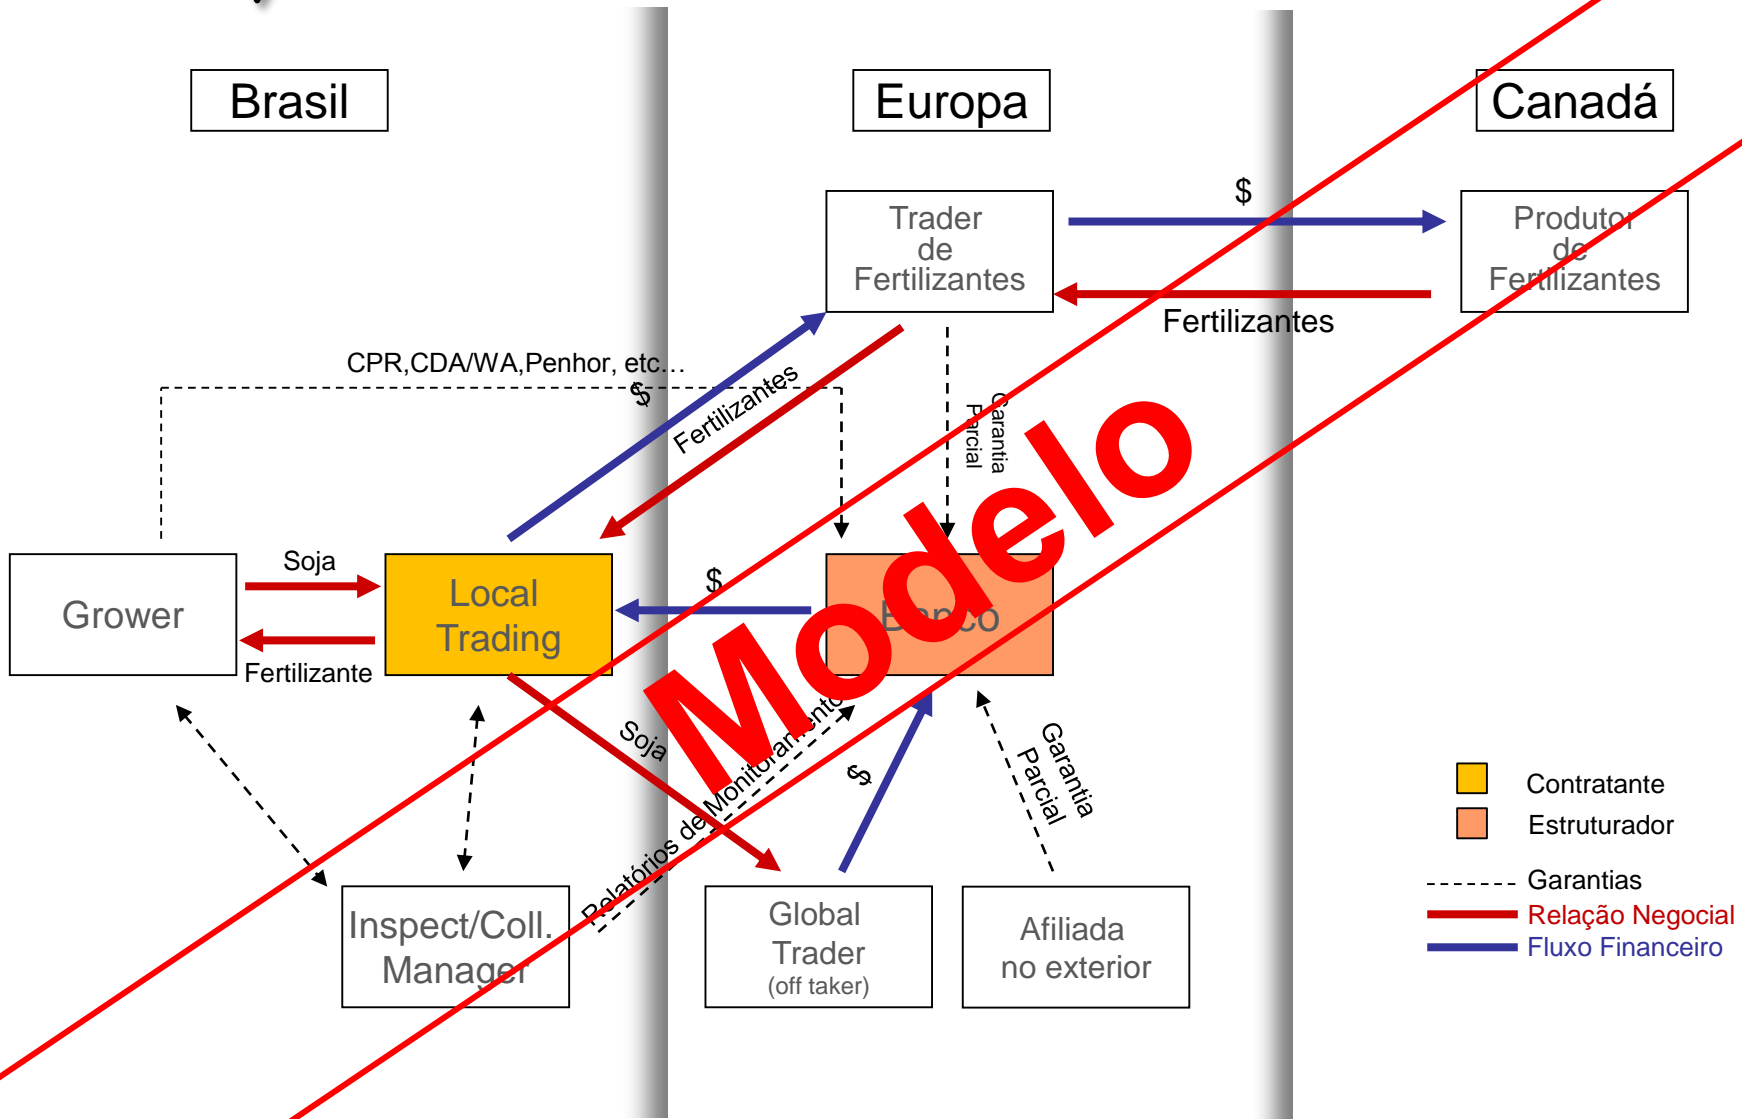 Brasil
Europa
Canadá
$
Trader
de
Fertilizantes
Produtor
de
Fertilizantes
Fertilizantes
CPR,CDA/WA,Penhor, etc...
$
Fertilizantes
Garantia
Parcial
Soja
Grower
Local
Trading
$
Banco
Fertilizante
Modelo
Soja
Relatórios de Monitoramento
$
Garantia
Parcial
Contratante
Estruturador
Inspect/Coll.
Manager
Global
Trader
(off taker)
Afiliada
no exterior
Garantias
Relação Negocial
Fluxo Financeiro